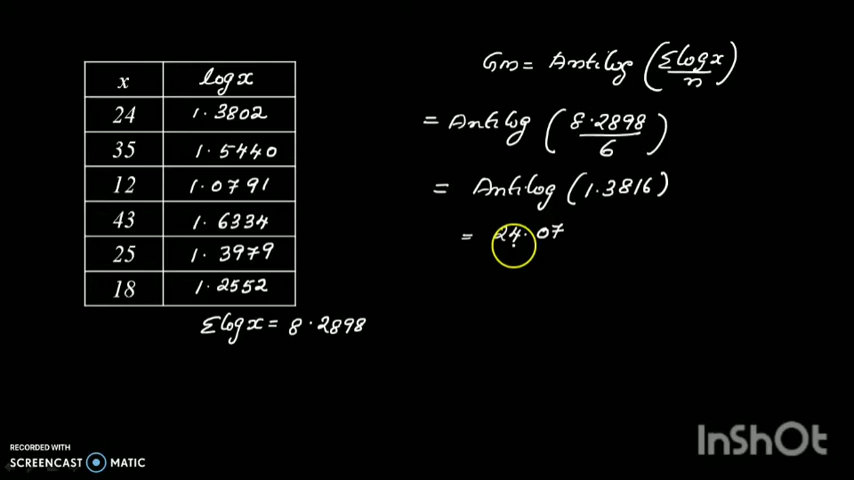 x log x
24 1.3802
35 1.5440
12 1.0791
43 1.6334
25 1.3979
18 1.2552
Σlog x = 8.2898
GM = Antilog (Σlog x / n)
= Antilog (8.2898 / 6)
= Antilog (1.3816)
= 24.07
RECORDED WITH
SCREENCAST MATIC
InShOt